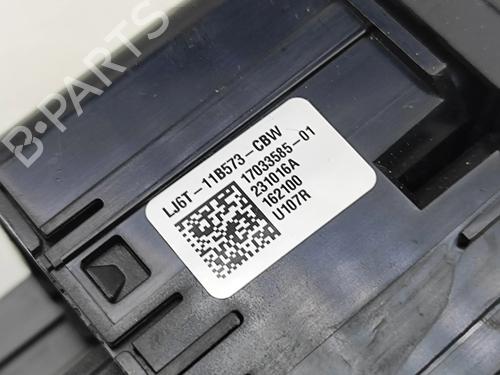 B-PARTS
LJ6T-11B573-CBW
17033585-01
231016A
162100
U107R